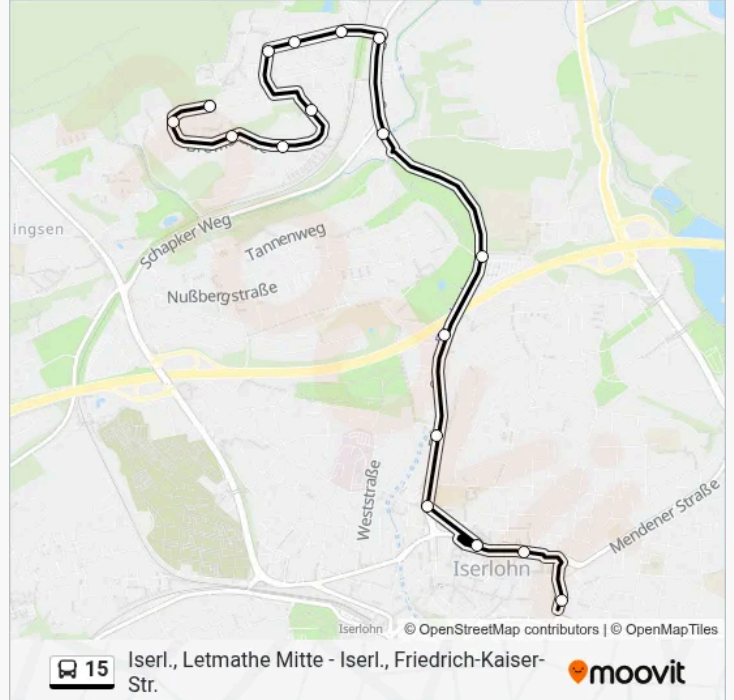 ingsen
Schapker Weg
Tannenweg
Nußbergstraße
Weststraße
Mendener Straße
Iserlohn
Iserlohn
© OpenStreetMap contributors | © OpenMapTiles
15
Iserl., Letmathe Mitte - Iserl., Friedrich-Kaiser-
Str.
moovit